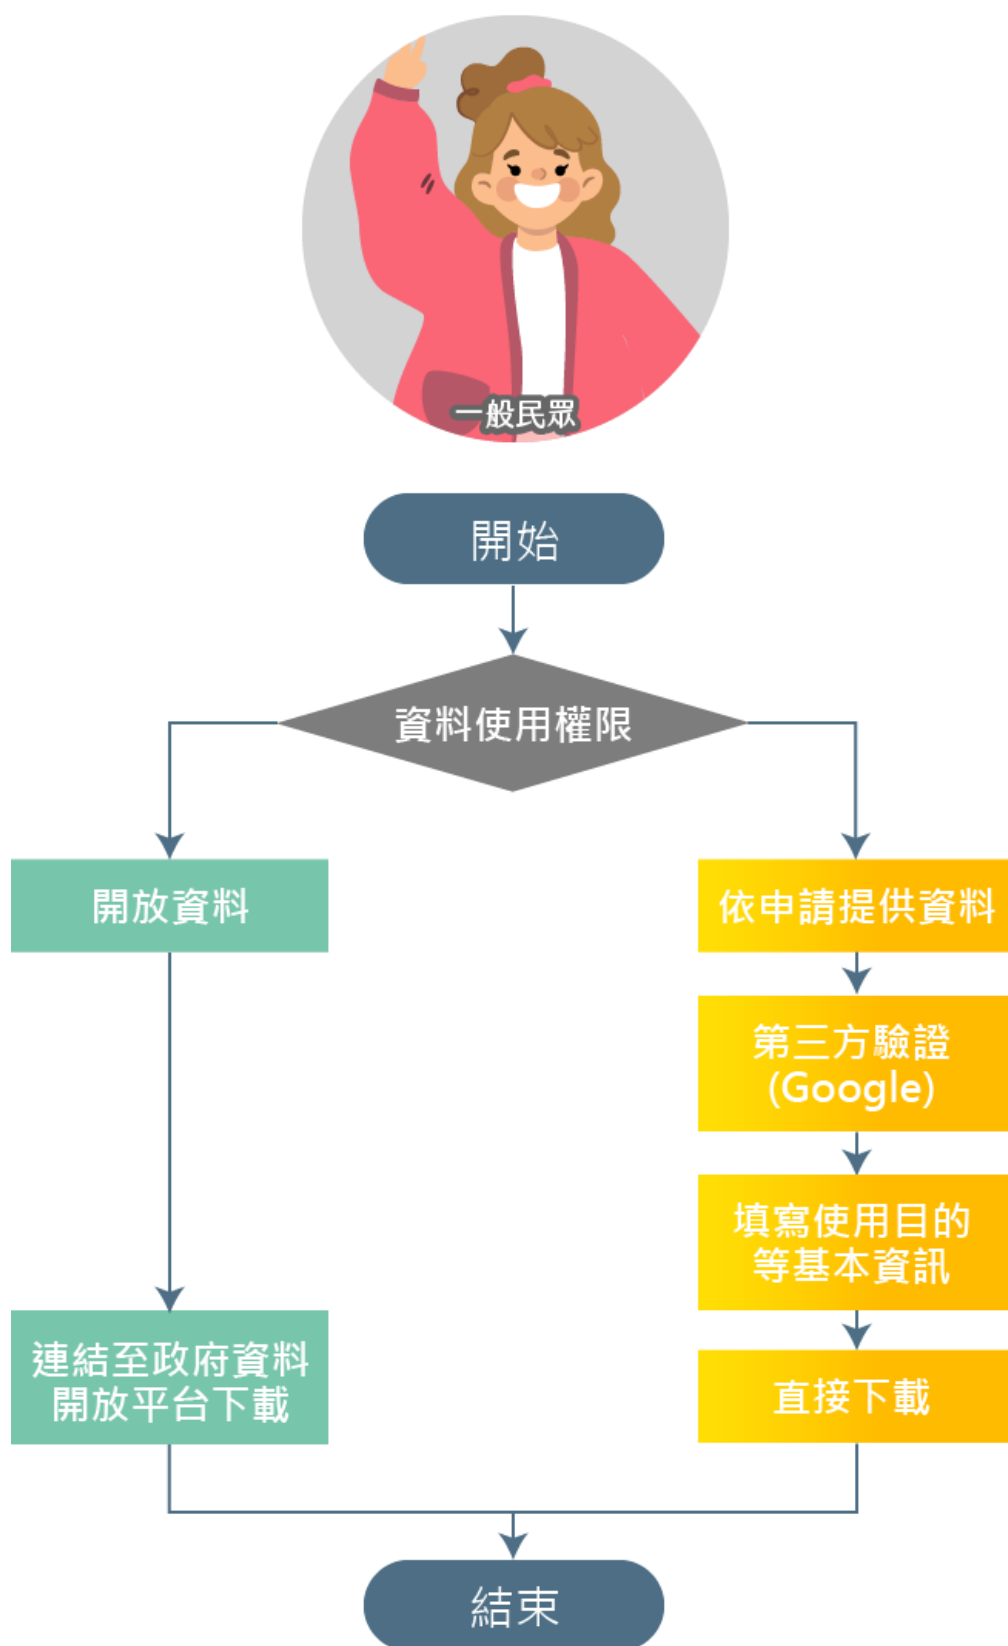 一般民眾
開始
資料使用權限
開放資料
連結至政府資料
開放平台下載
依申請提供資料
第三方驗證
(Google)
填寫使用目的
等基本資訊
直接下載
結束